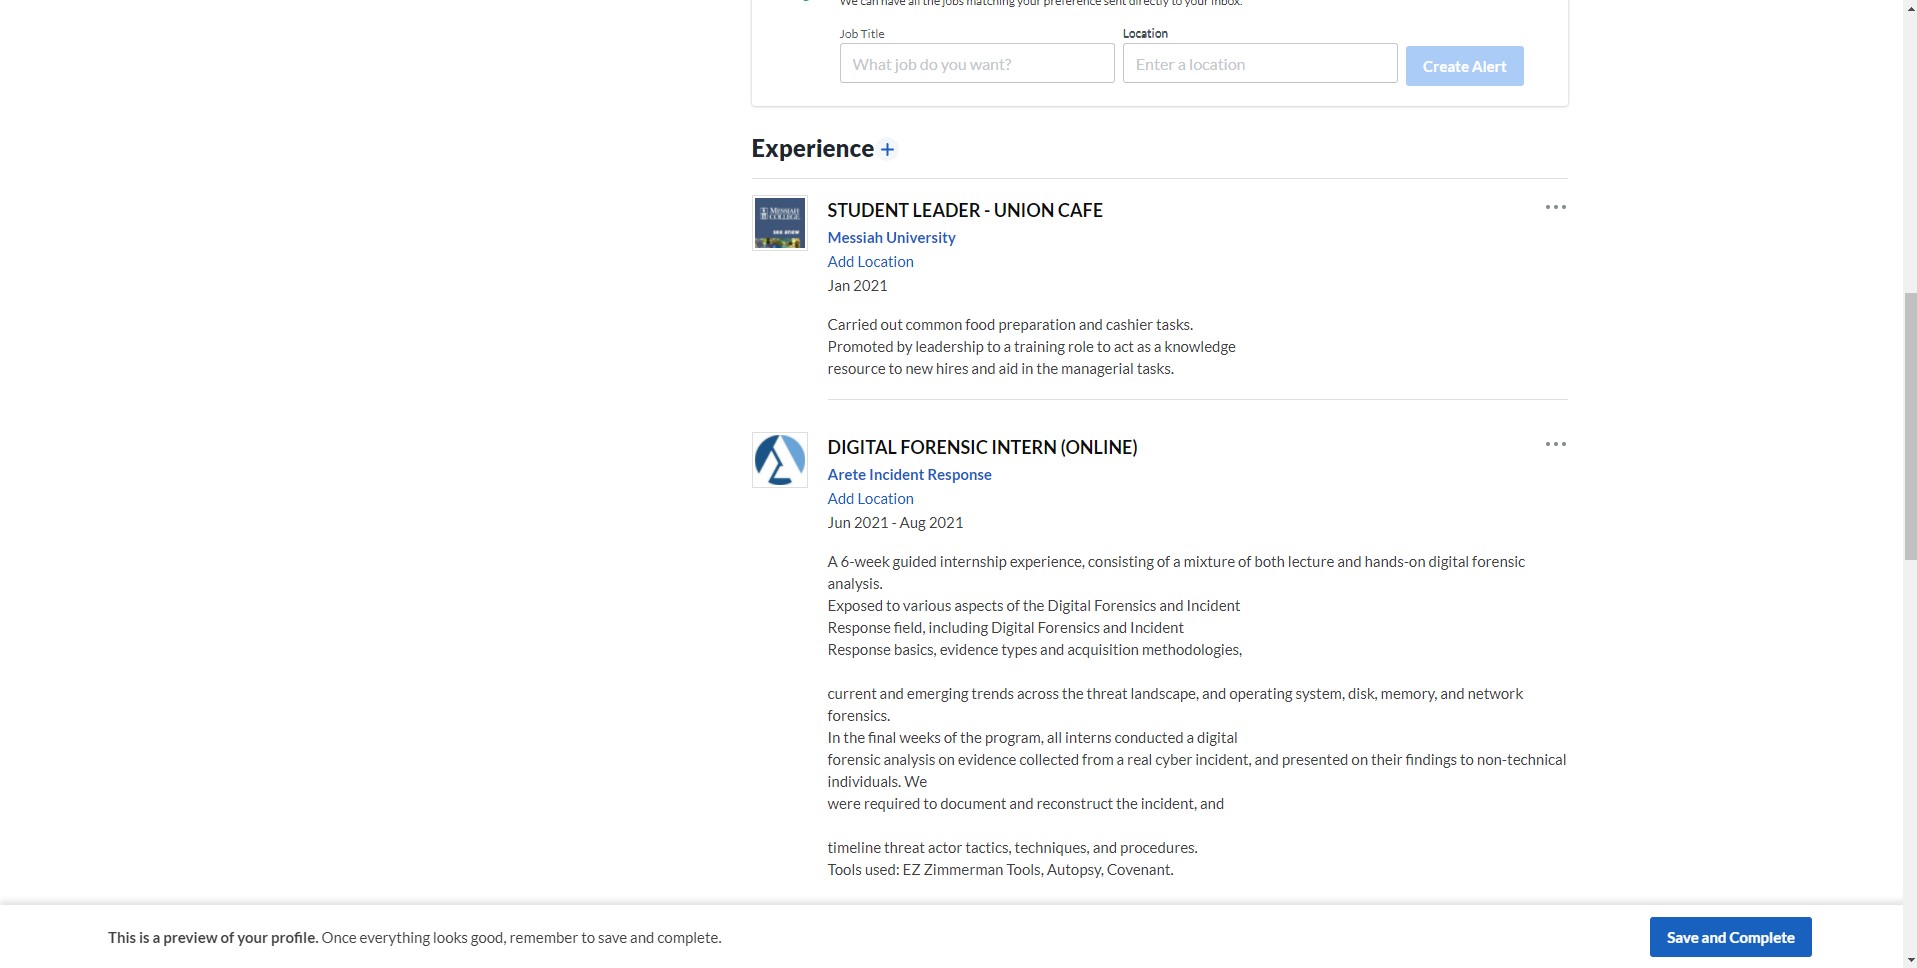 We can have all the jobs matching your preference sent directly to your inbox.
Job Title
Location
What job do you want?
Enter a location
Create Alert
Experience +
MESSIAH COLLEGE
see anew
STUDENT LEADER - UNION CAFE
Messiah University
Add Location
Jan 2021
Carried out common food preparation and cashier tasks.
Promoted by leadership to a training role to act as a knowledge
resource to new hires and aid in the managerial tasks.
DIGITAL FORENSIC INTERN (ONLINE)
Arete Incident Response
Add Location
Jun 2021 - Aug 2021
A 6-week guided internship experience, consisting of a mixture of both lecture and hands-on digital forensic
analysis.
Exposed to various aspects of the Digital Forensics and Incident
Response field, including Digital Forensics and Incident
Response basics, evidence types and acquisition methodologies,
current and emerging trends across the threat landscape, and operating system, disk, memory, and network
forensics.
In the final weeks of the program, all interns conducted a digital
forensic analysis on evidence collected from a real cyber incident, and presented on their findings to non-technical
individuals. We
were required to document and reconstruct the incident, and
timeline threat actor tactics, techniques, and procedures.
Tools used: EZ Zimmerman Tools, Autopsy, Covenant.
This is a preview of your profile. Once everything looks good, remember to save and complete.
Save and Complete